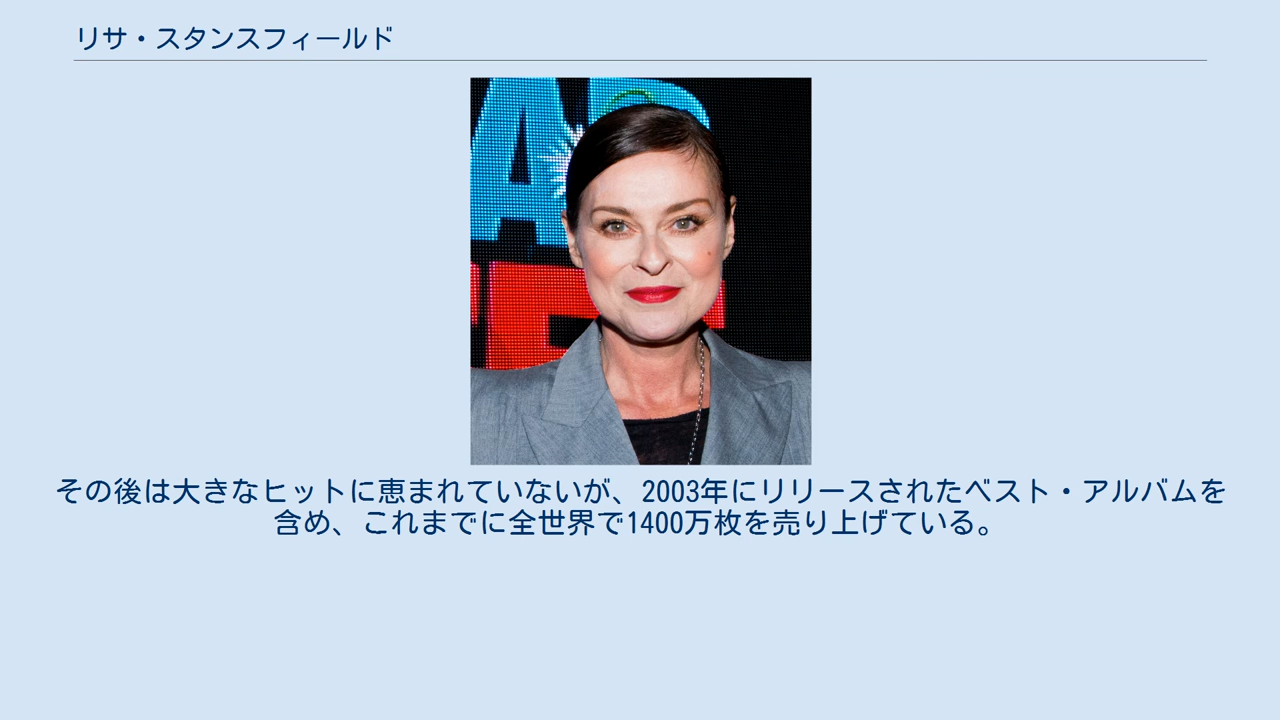 リサ・スタンスフィールド
その後は大きなヒットに恵まれていないが、2003年にリリースされたベスト・アルバムを
含め、これまでに全世界で1400万枚を売り上げている。